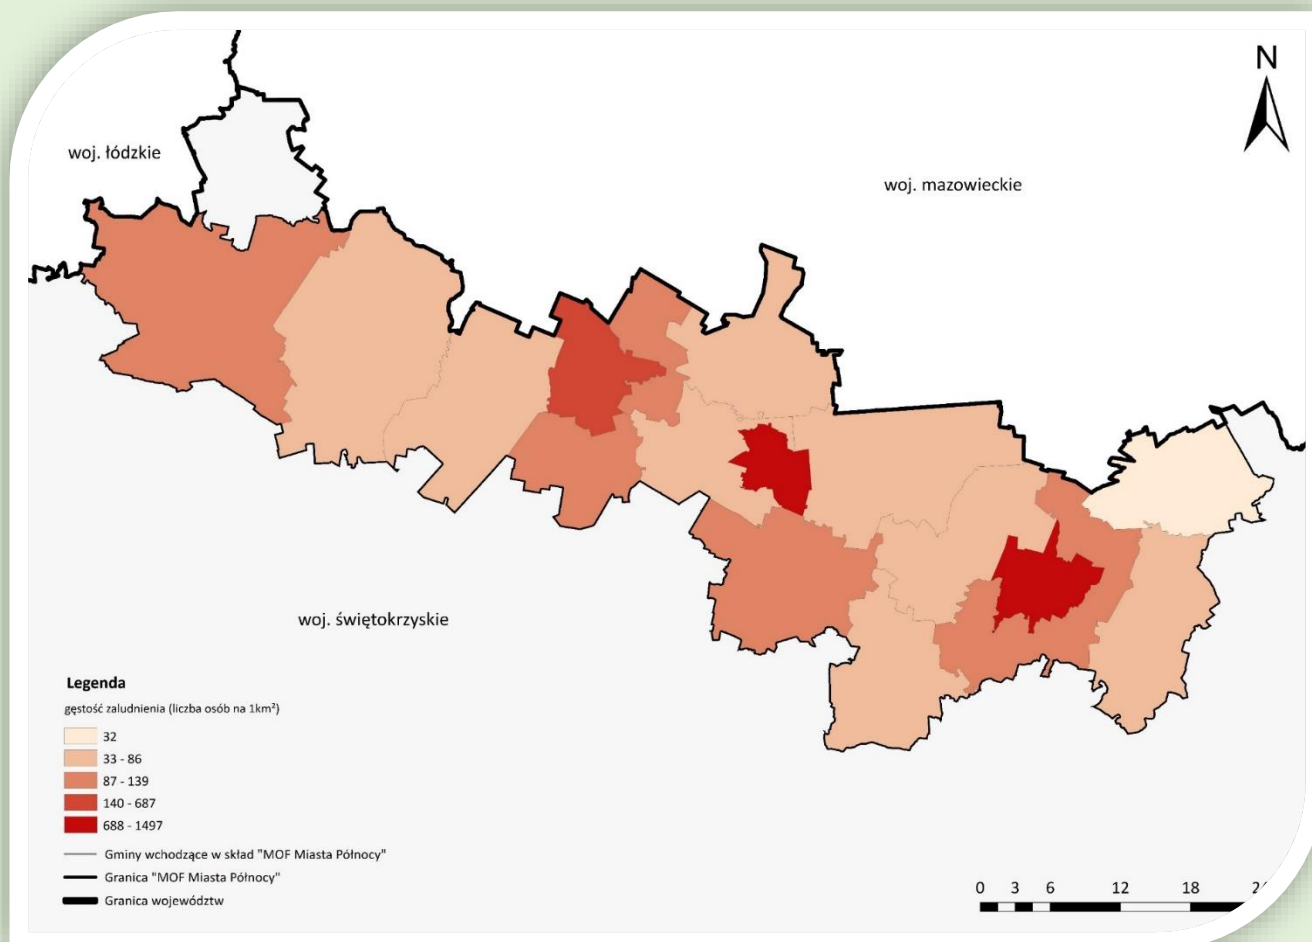 N
woj. łódzkie
woj. mazowieckie
woj. świętokrzyskie
Legenda
gęstość zaludnienia (liczba osób na 1km²)
32
33 - 86
87 - 139
140 - 687
688 - 1497
Gminy wchodzące w skład "MOF Miasta Północy"
Granica "MOF Miasta Północy"
Granica województw
0 3 6 12 18